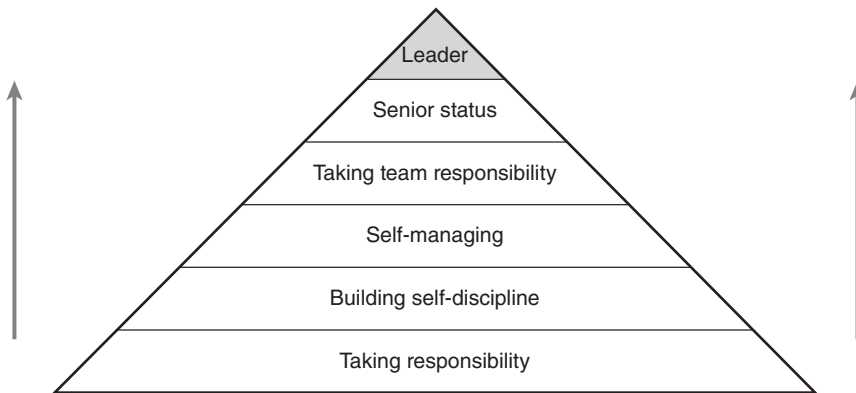 Leader
Senior status
Taking team responsibility
Self-managing
Building self-discipline
Taking responsibility